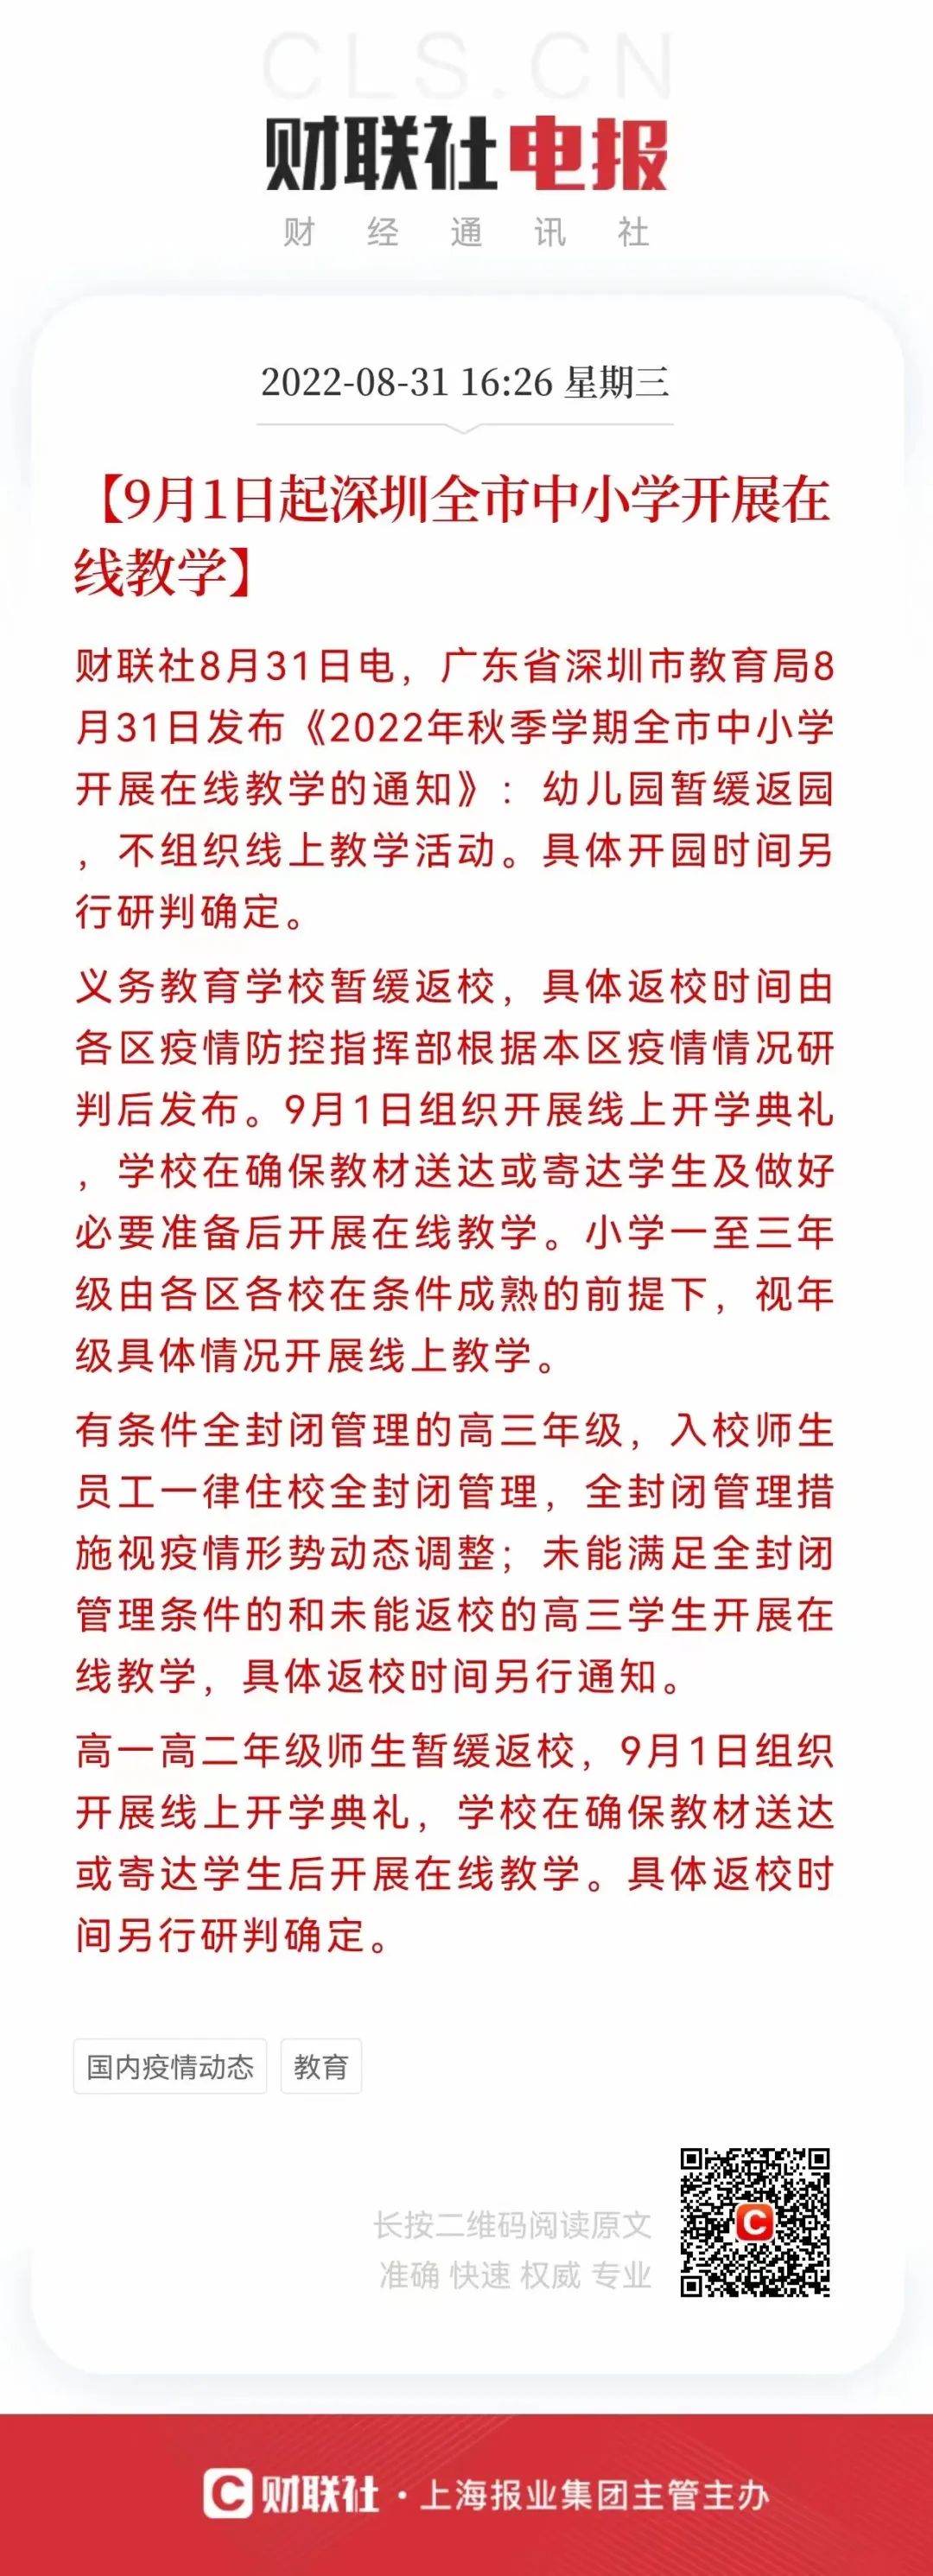 CLS.CN
财联社电报
财经通讯社
2022-08-31 16:26 星期三
【9月1日起深圳全市中小学开展在
线教学】
财联社8月31日电，广东省深圳市教育局8
月31日发布《2022年秋季学期全市中小学
开展在线教学的通知》：幼儿园暂缓返园
，不组织线上教学活动。具体开园时间另
行研判确定。
义务教育学校暂缓返校，具体返校时间由
各区疫情防控指挥部根据本区疫情情况研
判后发布。9月1日组织开展线上开学典礼
，学校在确保教材送达或寄达学生及做好
必要准备后开展在线教学。小学一至三年
级由各区各校在条件成熟的前提下，视年
级具体情况开展线上教学。
有条件全封闭管理的高三年级，入校师生
员工一律住校全封闭管理，全封闭管理措
施视疫情形势动态调整；未能满足全封闭
管理条件的和未能返校的高三学生开展在
线教学，具体返校时间另行通知。
高一高二年级师生暂缓返校，9月1日组织
开展线上开学典礼，学校在确保教材送达
或寄达学生后开展在线教学。具体返校时
间另行研判确定。
国内疫情动态 教育
长按二维码阅读原文
准确 快速 权威 专业
C
C 财联社·上海报业集团主管主办